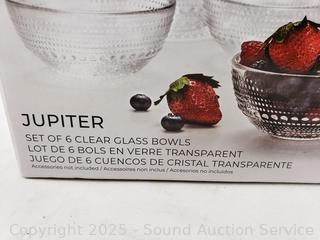 JUPITER
SET OF 6 CLEAR GLASS BOWLS
LOT DE 6 BOLS EN VERRE TRANSPARENT
JUEGO DE 6 CUENCOS DE CRISTAL TRANSPARENTE
Accessories not included / Accessoires non inclus / Accesorios no incluidos
Copyright 2025 - Sound Auction Service